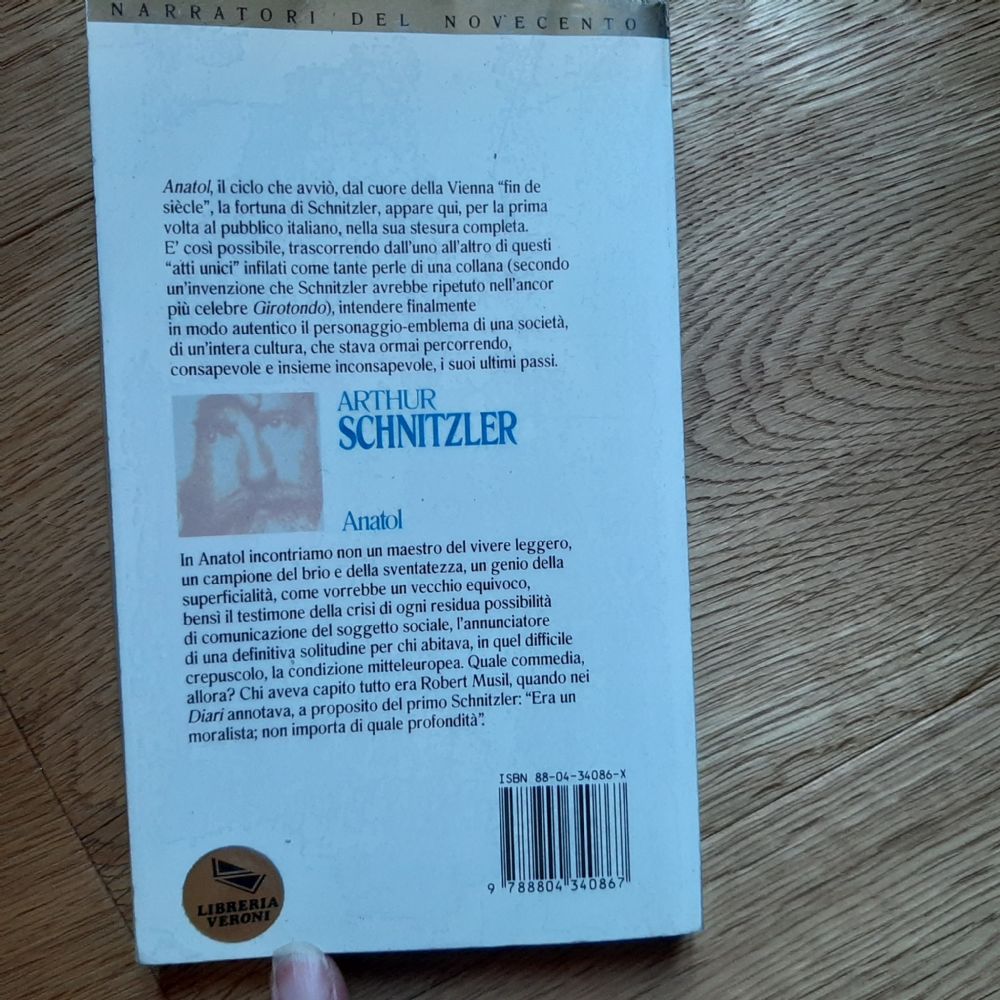 NARRATORI DEL NOVECENTO
Anatol, il ciclo che avviò, dal cuore della Vienna “fin de
siècle”, la fortuna di Schnitzler, appare qui, per la prima
volta al pubblico italiano, nella sua stesura completa.
E' così possibile, trascorrendo dall'uno all'altro di questi
“atti unici” infilati come tante perle di una collana (secondo
un'invenzione che Schnitzler avrebbe ripetuto nell'ancor
più celebre Girotondo), intendere finalmente
in modo autentico il personaggio-emblema di una società,
di un'intera cultura, che stava ormai percorrendo,
consapevole e insieme inconsapevole, i suoi ultimi passi.
ARTHUR
SCHNITZLER
Anatol
In Anatol incontriamo non un maestro del vivere leggero,
un campione del brio e della sventatezza, un genio della
superficialità, come vorrebbe un vecchio equivoco,
bensì il testimone della crisi di ogni residua possibilità
di comunicazione del soggetto sociale, l'annunciatore
di una definitiva solitudine per chi abitava, in quel difficile
crepuscolo, la condizione mitteleuropea. Quale commedia,
allora? Chi aveva capito tutto era Robert Musil, quando nei
Diari annotava, a proposito del primo Schnitzler: “Era un
moralista; non importa di quale profondità”.
ISBN 88-04-34086-X
9 788804 340867
LIBRERIA
VERONI